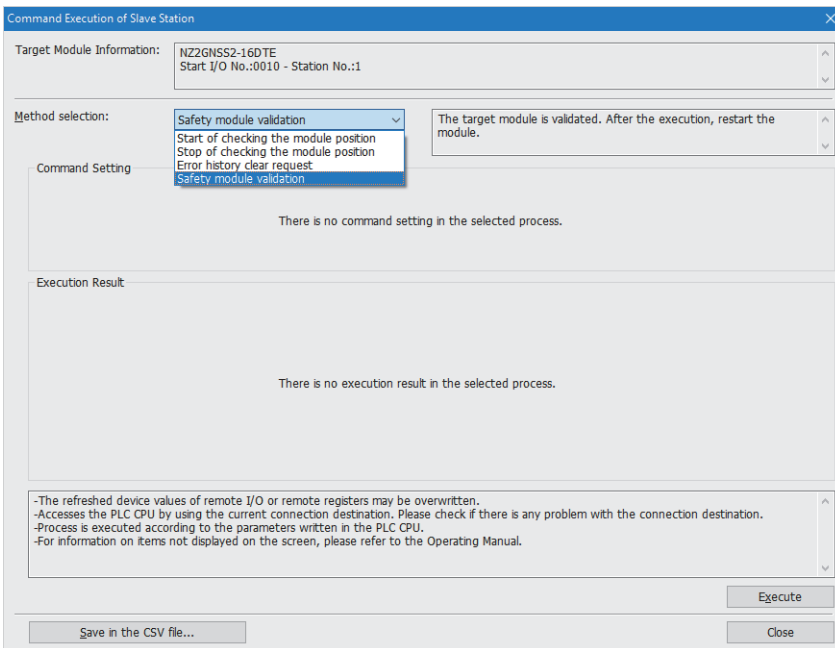 Command Execution of Slave Station
Target Module Information:
NZ2GNSS2-16DTE
Start I/O No.:0010 - Station No.:1
Method selection:
Safety module validation
The target module is validated. After the execution, restart the
module.
Start of checking the module position
Stop of checking the module position
Error history clear request
Safety module validation
Command Setting
There is no command setting in the selected process.
Execution Result
There is no execution result in the selected process.
-The refreshed device values of remote I/O or remote registers may be overwritten.
-Accesses the PLC CPU by using the current connection destination. Please check if there is any problem with the connection destination.
-Process is executed according to the parameters written in the PLC CPU.
-For information on items not displayed on the screen, please refer to the Operating Manual.
Execute
Save in the CSV file...
Close